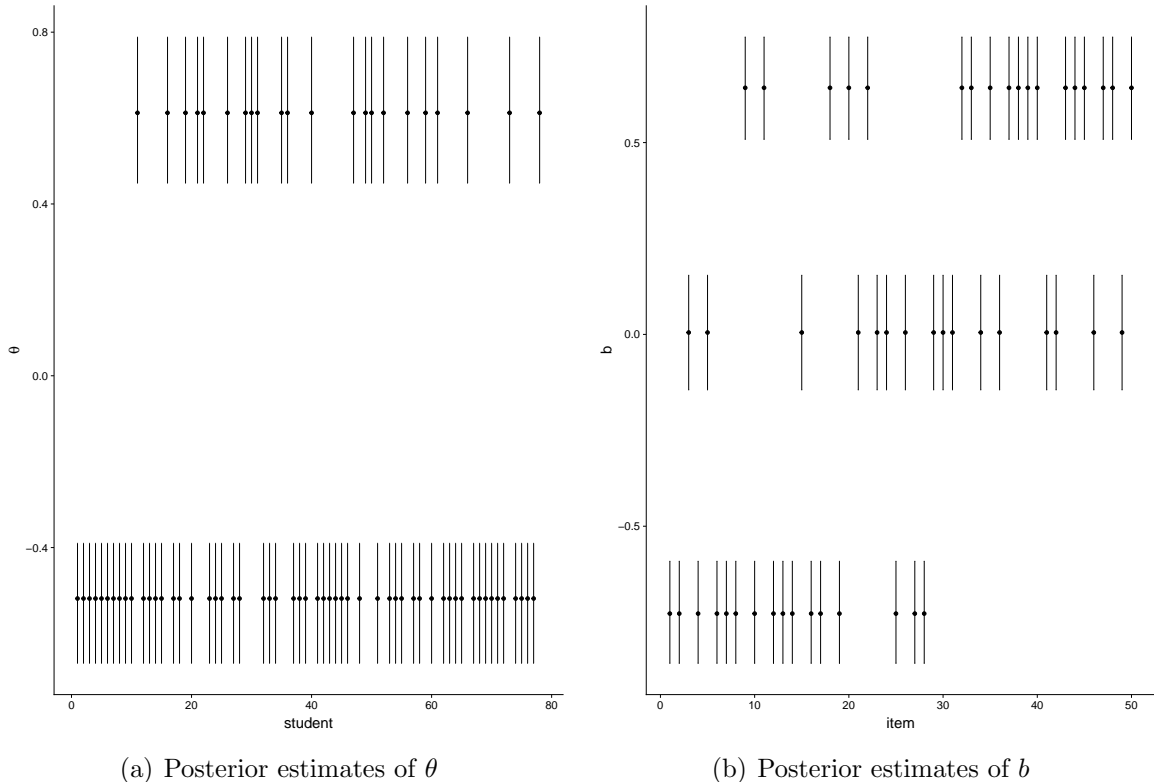 0.8
0.4
0.0
−0.4
θ
0 20 40 60 80
student
(a) Posterior estimates of θ
0.5
0.0
−0.5
b
0 10 20 30 40 50
item
(b) Posterior estimates of b